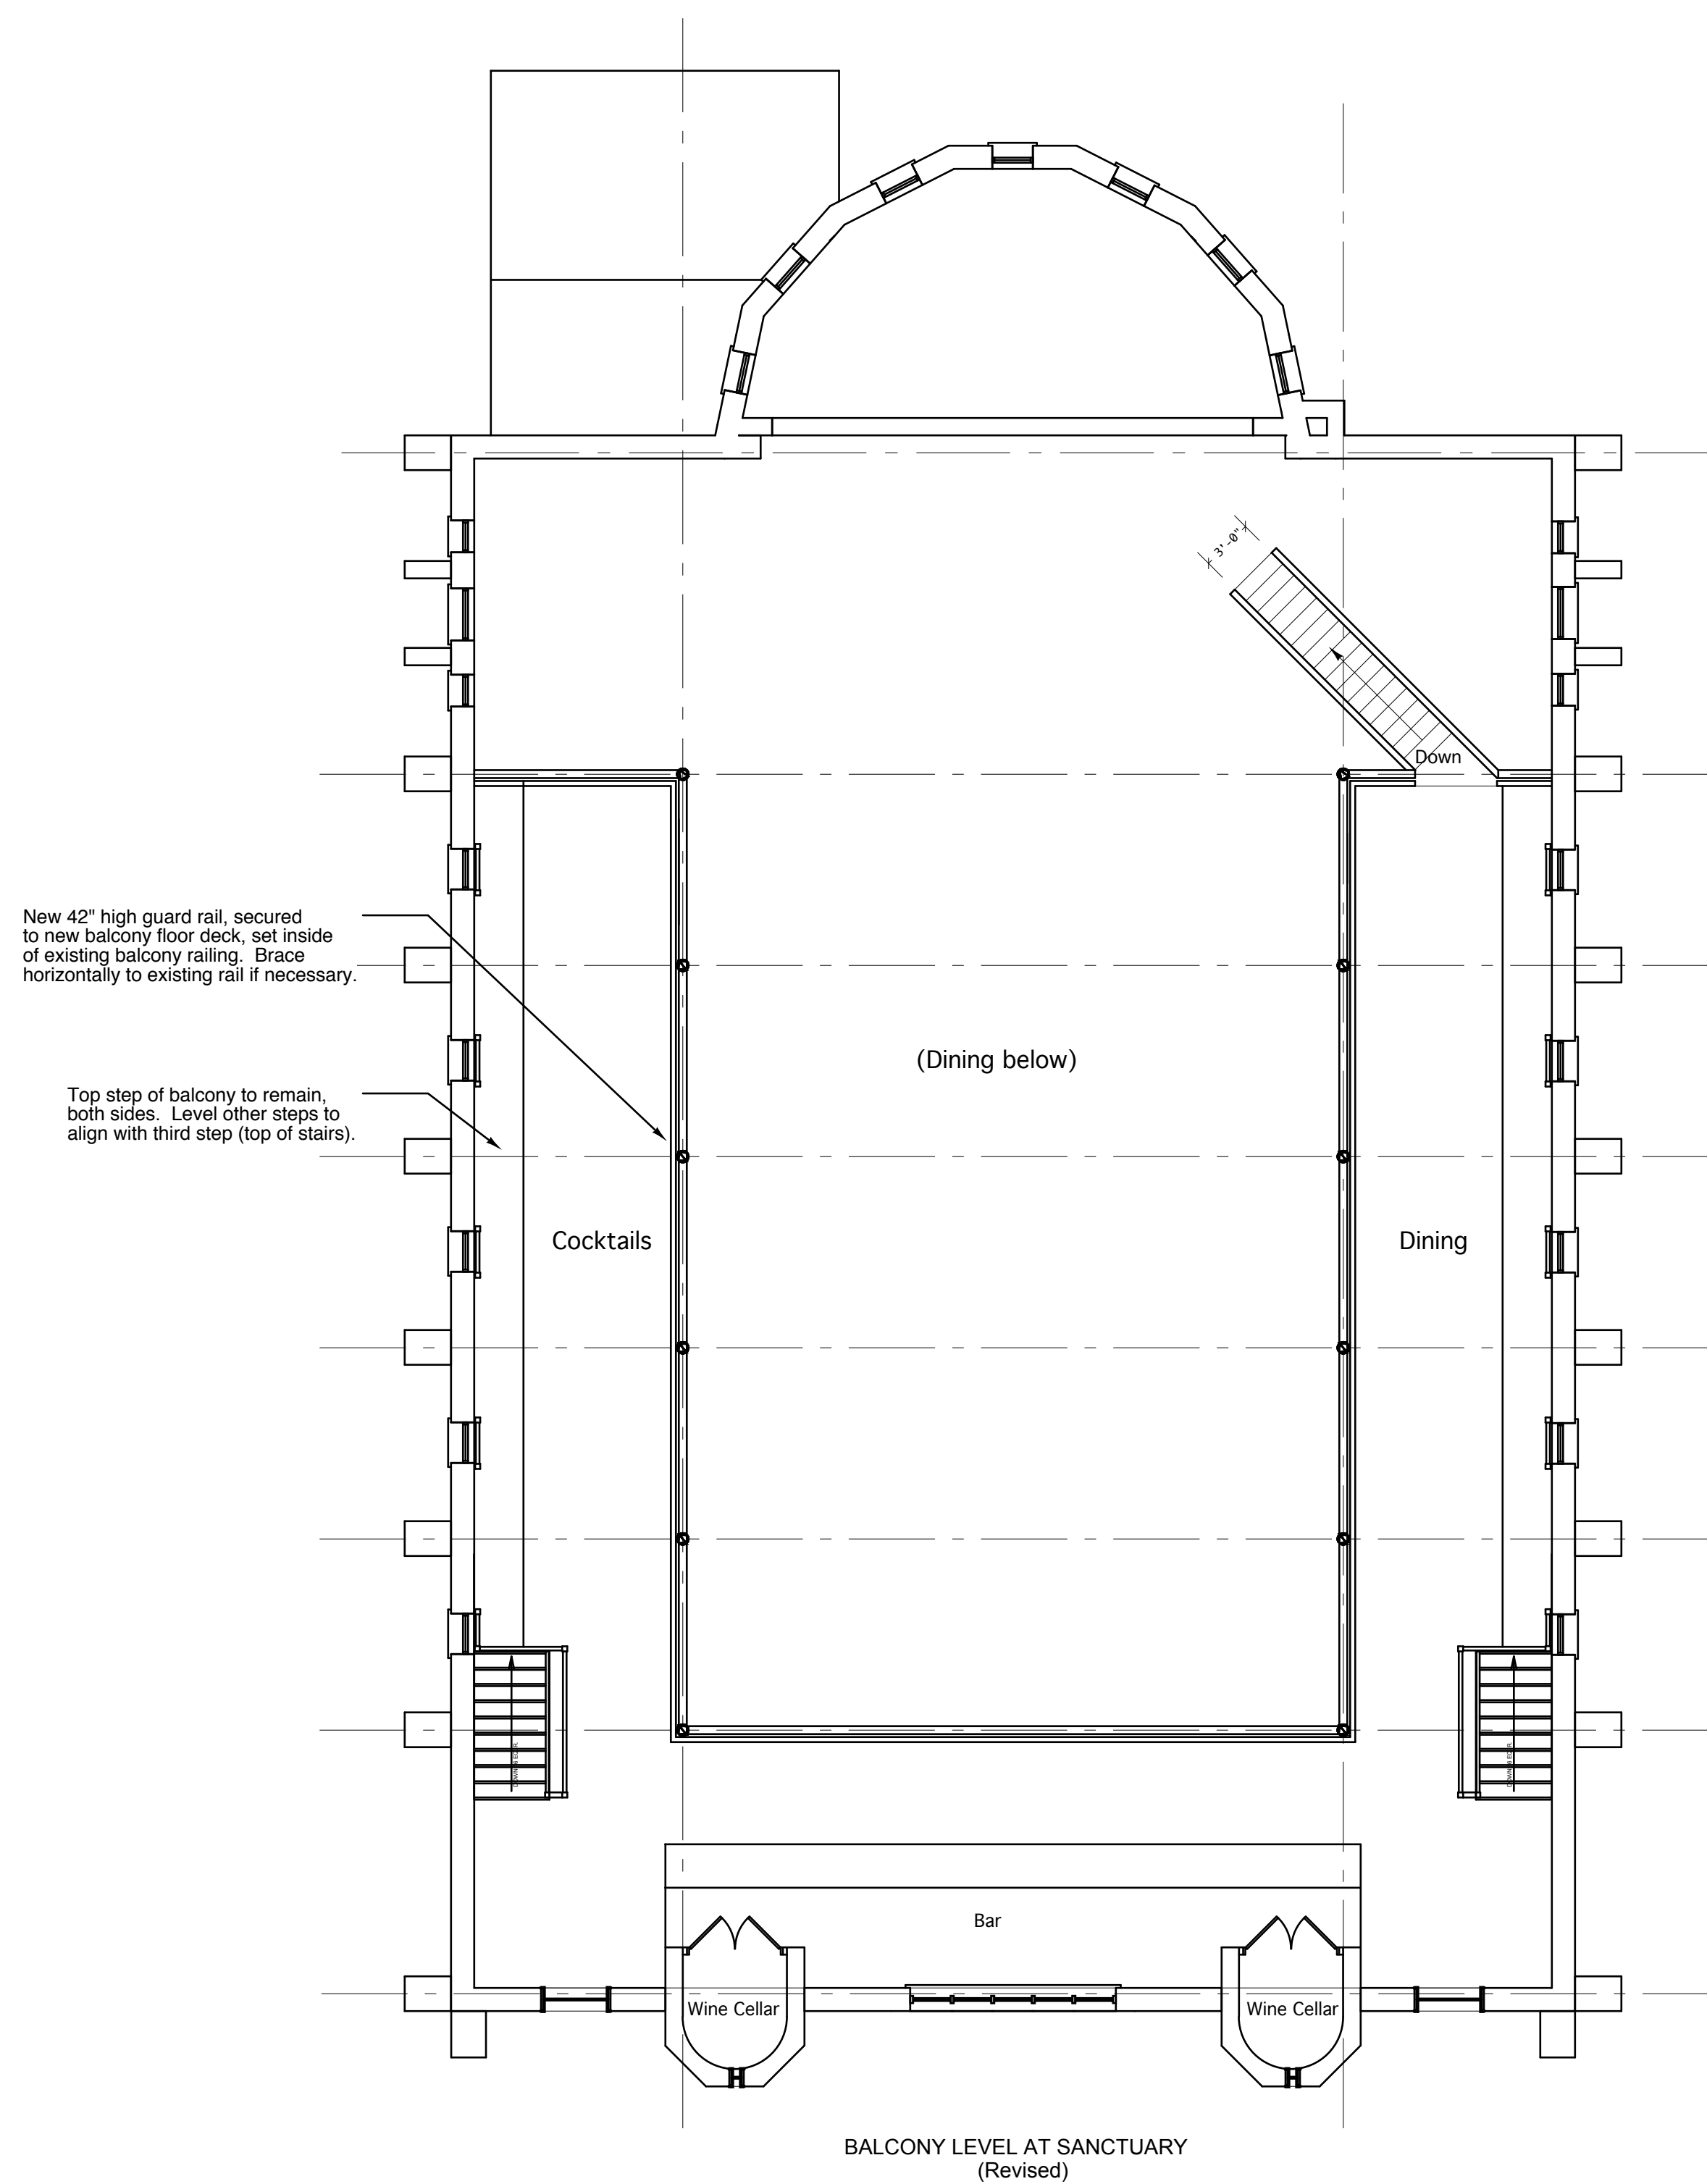 3'-0"
Down
New 42" high guard rail, secured
to new balcony floor deck, set inside
of existing balcony railing.  Brace
horizontally to existing rail if necessary.
(Dining below)
Top step of balcony to remain,
both sides.  Level other steps to
align with third step (top of stairs).
Cocktails
Dining
Bar
Wine Cellar
Wine Cellar
BALCONY LEVEL AT SANCTUARY
(Revised)